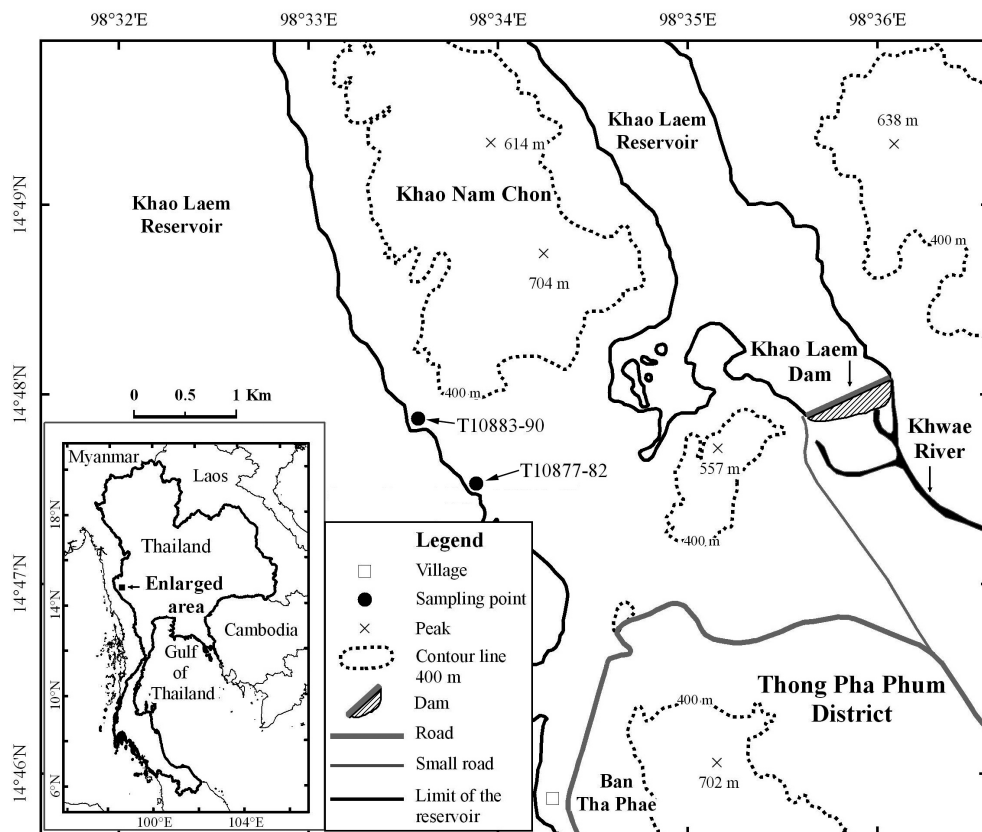 98°32'E
98°33'E
98°34'E
98°35'E
98°36'E
14°49'N
14°48'N
14°47'N
14°46'N
Khao Laem
Reservoir
Khao Laem
Reservoir
638 m
614 m
Khao Nam Chon
704 m
400 m
400 m
Khao Laem
Dam
Khwae
River
0 0.5 1 Km
T10883-90
T10877-82
557 m
400 m
Myanmar
Laos
Thailand
Enlarged
area
Cambodia
Gulf
of
Thailand
18°N
14°N
10°N
6°N
100°E
104°E
Legend
Village
Sampling point
Peak
Contour line
400 m
Dam
Road
Small road
Limit of the
reservoir
Ban
Tha Phae
400 m
702 m
Thong Pha Phum
District